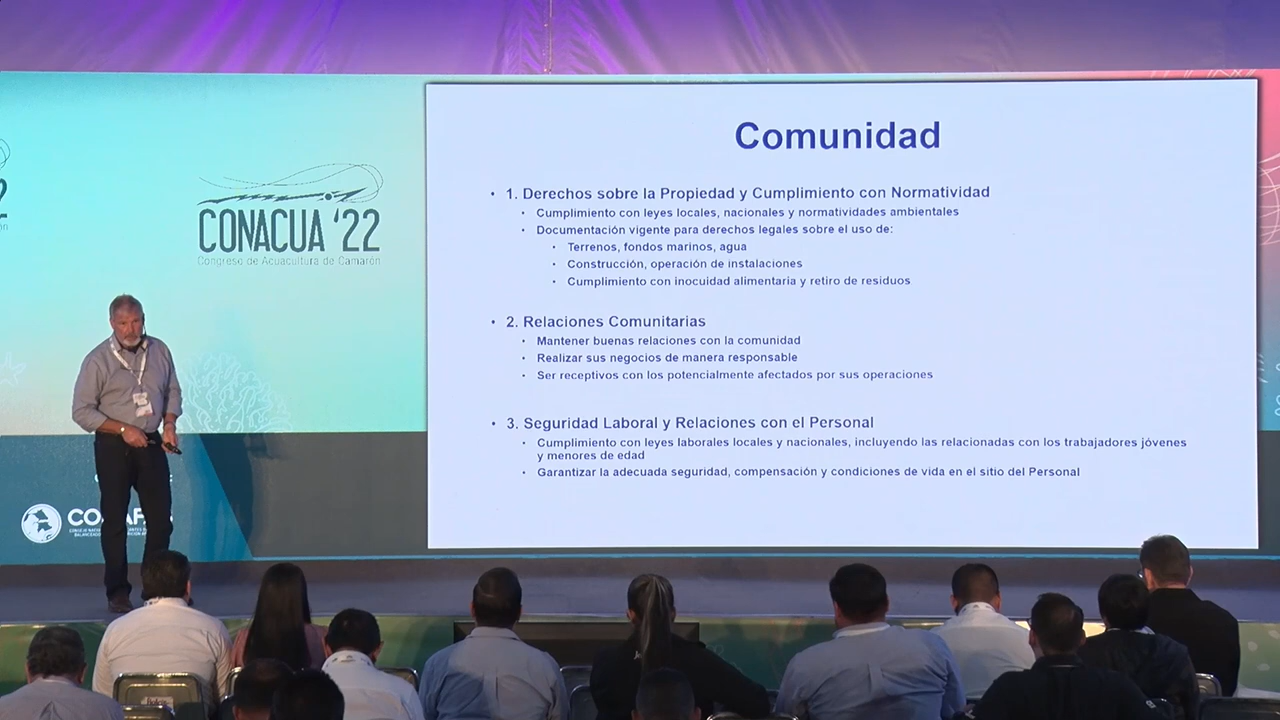 Comunidad
• 1. Derechos sobre la Propiedad y Cumplimiento con Normatividad
• Cumplimiento con leyes locales, nacionales y normatividades ambientales
• Documentación vigente para derechos legales sobre el uso de:
• Terrenos, fondos marinos, agua
• Construcción, operación de instalaciones
• Cumplimiento con inocuidad alimentaria y retiro de residuos
• 2. Relaciones Comunitarias
• Mantener buenas relaciones con la comunidad
• Realizar sus negocios de manera responsable
• Ser receptivos con los potencialmente afectados por sus operaciones
• 3. Seguridad Laboral y Relaciones con el Personal
• Cumplimiento con leyes laborales locales y nacionales, incluyendo las relacionadas con los trabajadores jóvenes
y menores de edad
• Garantizar la adecuada seguridad, compensación y condiciones de vida en el sitio del Personal
CONACUA '22
Congreso de Acuacultura de Camarón